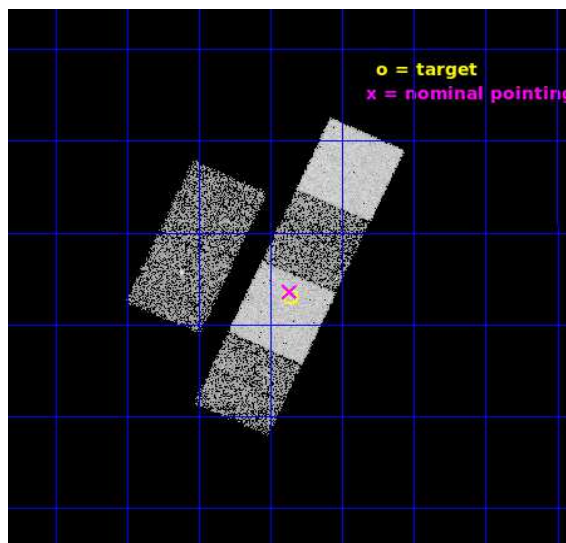 o = target
x = nominal pointing